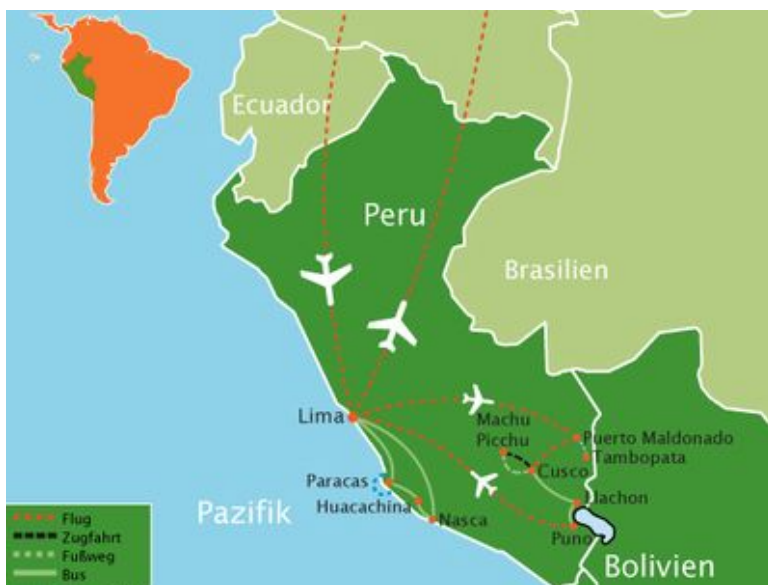 Ecuador
Peru
Brasilien
Lima
Machu
Picchu
Puerto Maldonado
Tambopata
Cusco
Paracas
Llachon
Huacachina
Nasca
Puno
Pazifik
Bolivien
Flug
Zugfahrt
Fußweg
Bus